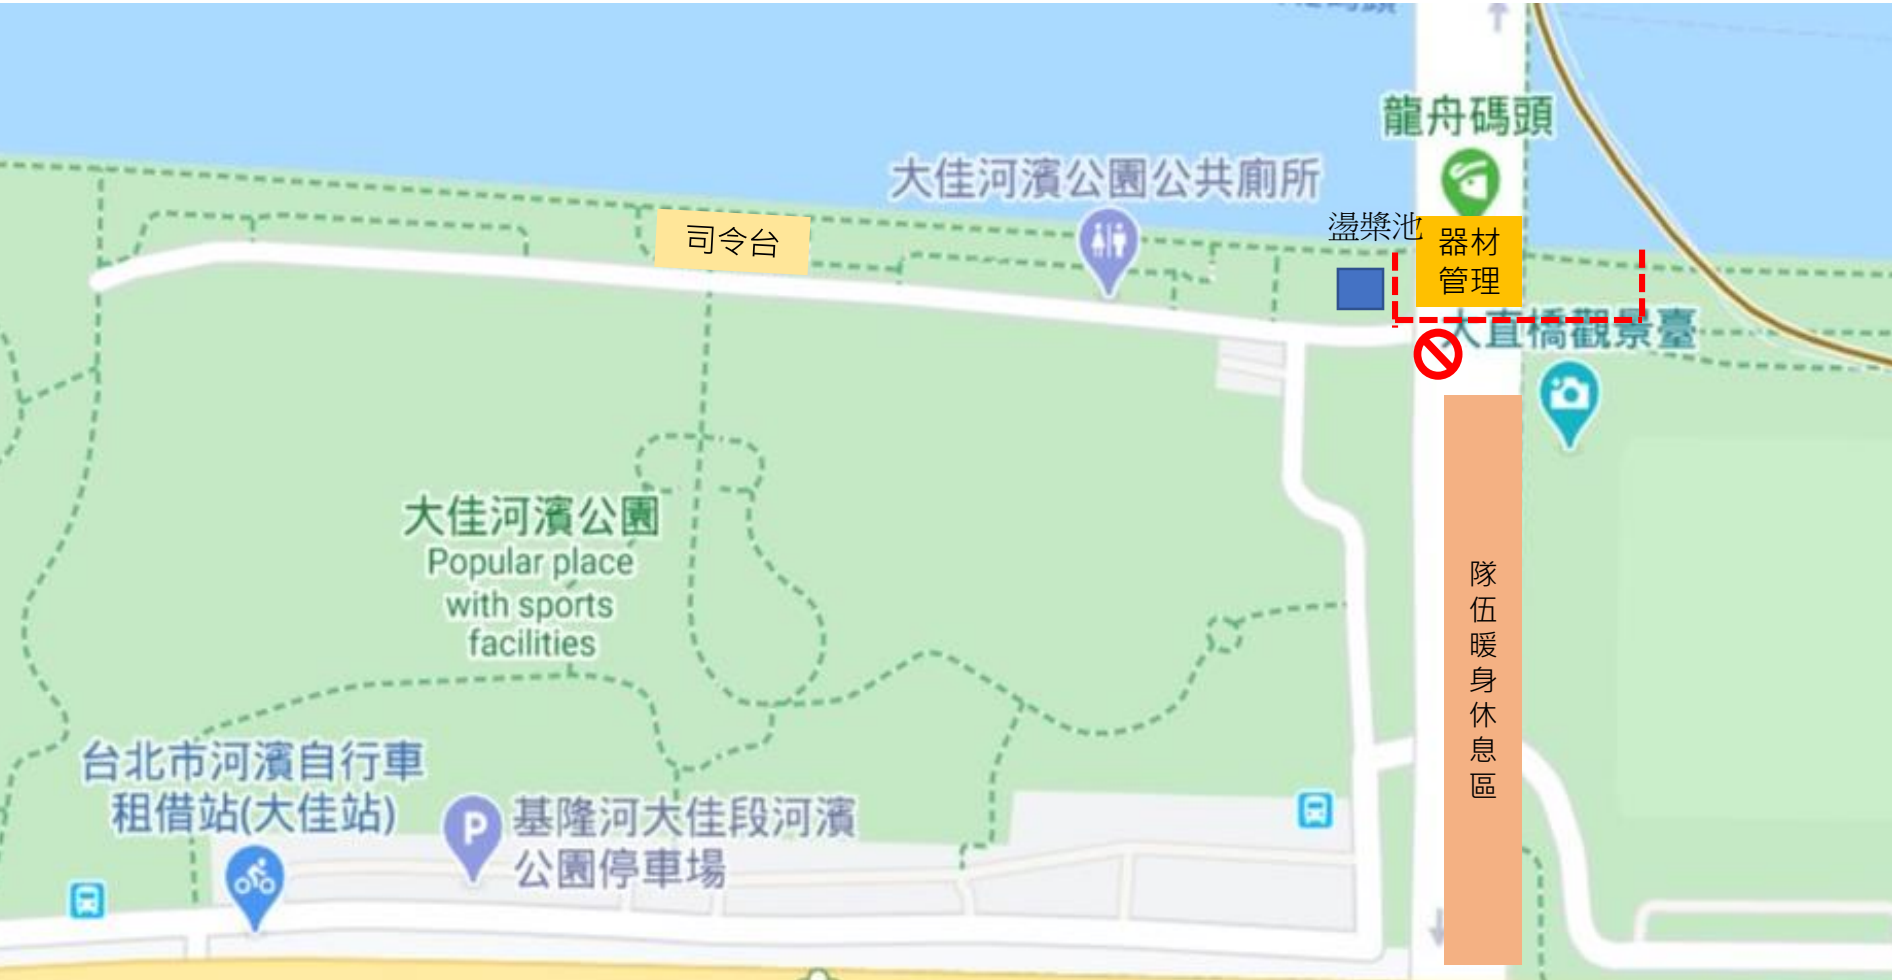 龍舟碼頭
大佳河濱公園公共廁所
盪槳池
器材
管理
司令台
大直橋觀景臺
大佳河濱公園
Popular place
with sports
facilities
隊
伍
暖
身
休
息
區
台北市河濱自行車
租借站(大佳站)
P
基隆河大佳段河濱
公園停車場